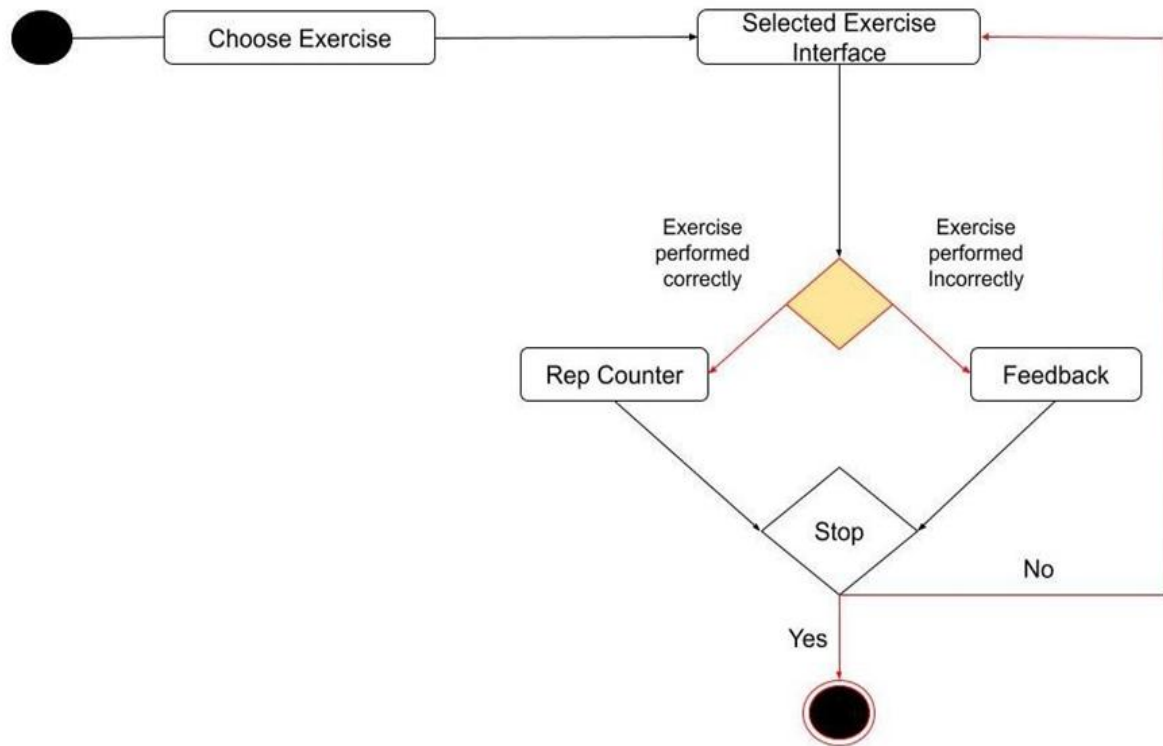 Choose Exercise
Selected Exercise
Interface
Exercise
performed
correctly
Exercise
performed
Incorrectly
Rep Counter
Feedback
Stop
No
Yes